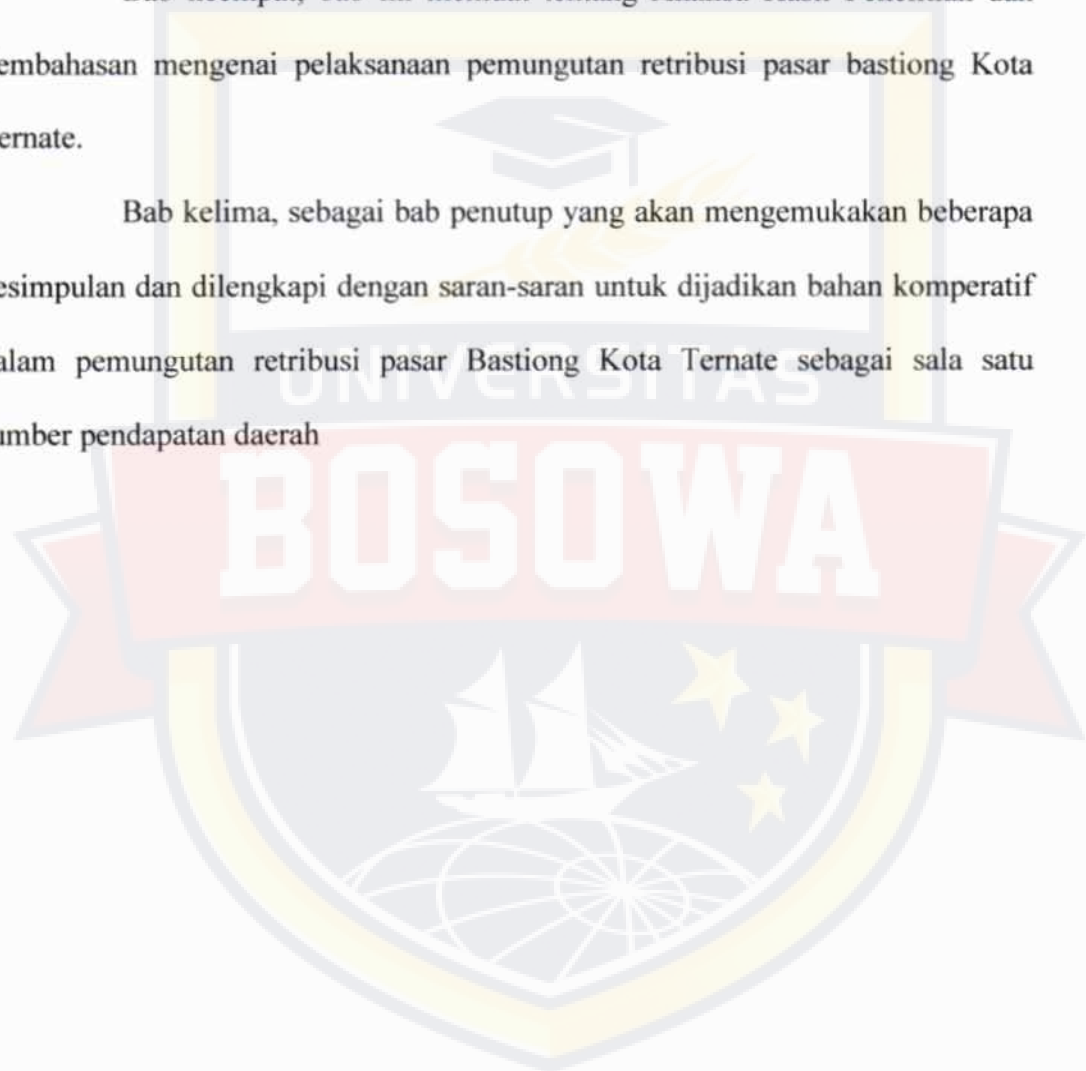 embahasan mengenai pelaksanaan pemungutan retribusi pasar bastiong Kota
ernate.
Bab kelima, sebagai bab penutup yang akan mengemukakan beberapa
esimpulan dan dilengkapi dengan saran-saran untuk dijadikan bahan komperatif
alam pemungutan retribusi pasar Bastiong Kota Ternate sebagai sala satu
umber pendapatan daerah
UNIVERSITAS
BOSOWA